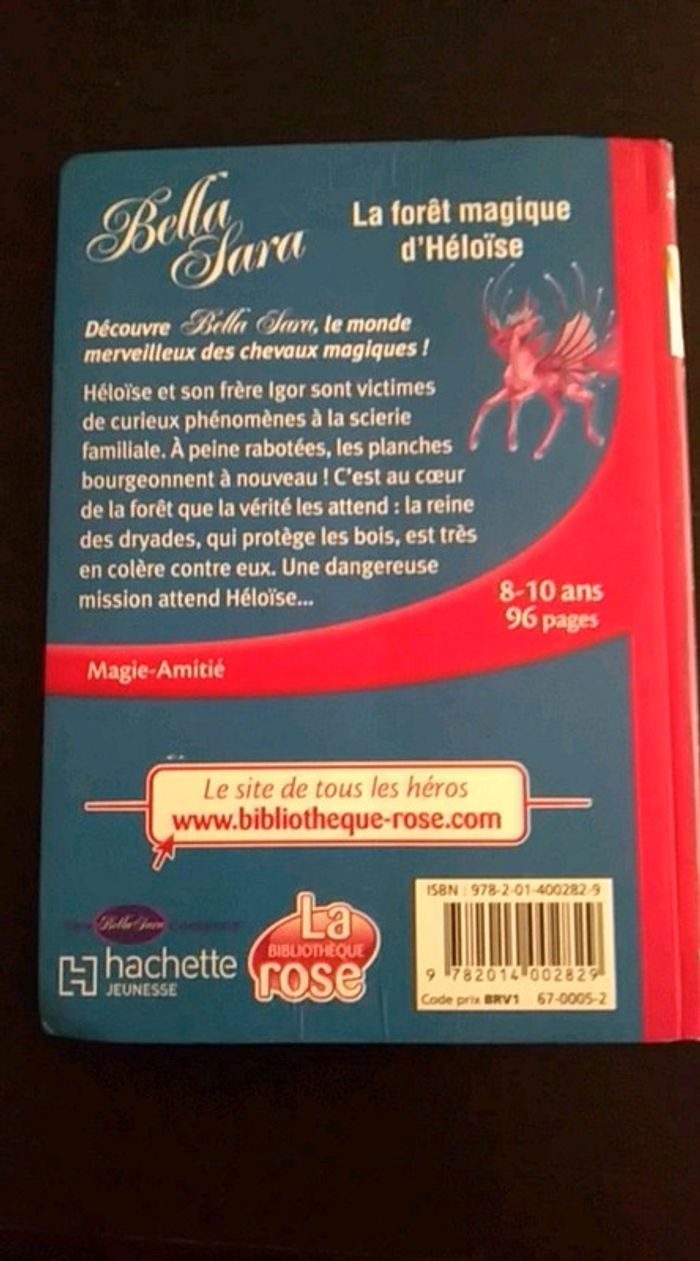 Bella
Sara
La forêt magique
d'Héloïse
Découvre Bella Sara, le monde
merveilleux des chevaux magiques !
Héloïse et son frère Igor sont victimes
de curieux phénomènes à la scierie
familiale. À peine rabotées, les planches
bourgeonnent à nouveau ! C'est au cœur
de la forêt que la vérité les attend : la reine
des dryades, qui protège les bois, est très
en colère contre eux. Une dangereuse
mission attend Héloïse...
8-10 ans
96 pages
Magie-Amitié
Le site de tous les héros
www.bibliotheque-rose.com
Bella Sara
hachette
JEUNESSE
La
BIBLIOTHÈQUE
rose
ISBN : 978-2-01-400282-9
9 782014 002829
Code prix BRV1 67-0005-2